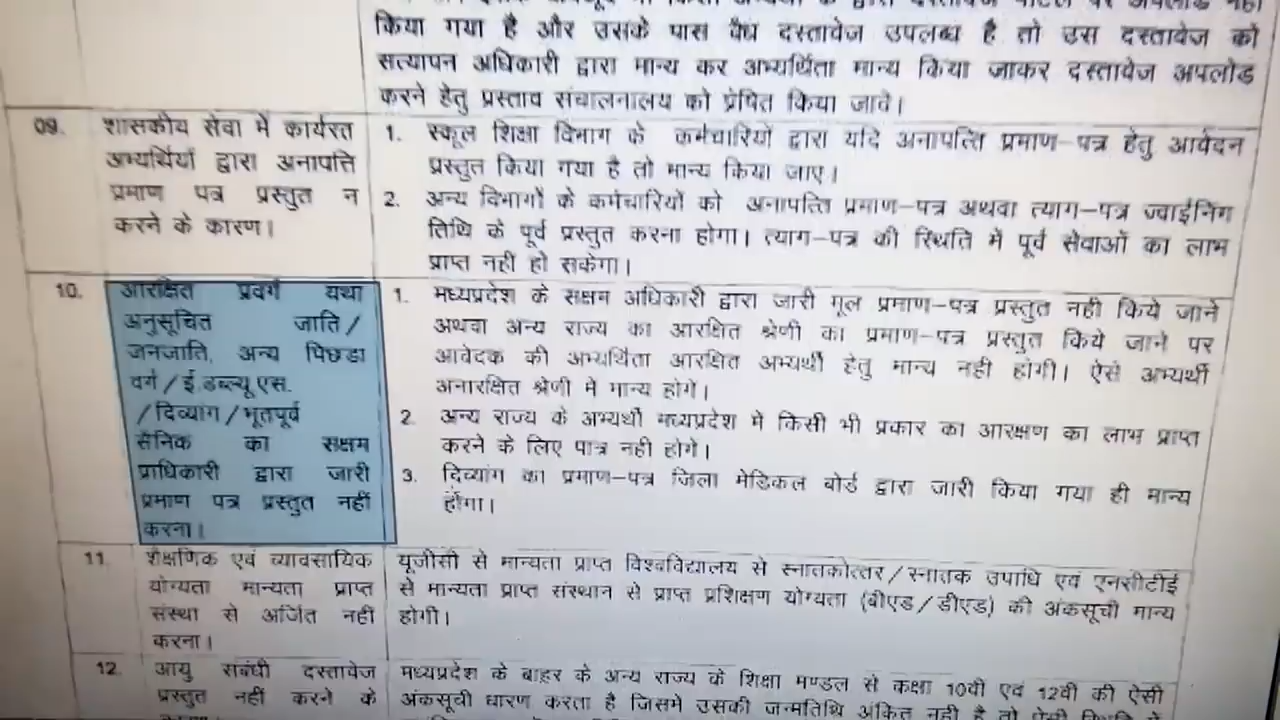 किया गया है और उसके पास वैध दस्तावेज उपलब्ध है तो उस दस्तावेज को
सत्यापन अधिकारी द्वारा मान्य कर अभ्यर्थिता मान्य किया जाकर दस्तावेज अपलोड
करने हेतु प्रस्ताव संचालनालय को प्रेषित किया जावे।
09.
शासकीय सेवा में कार्यरत
अभ्यर्थियों द्वारा अनापत्ति
प्रमाण पत्र प्रस्तुत न
करने के कारण।
1. स्कूल शिक्षा विभाग के कर्मचारियों द्वारा यदि अनापत्ति प्रमाण-पत्र हेतु आवेदन
प्रस्तुत किया गया है तो मान्य किया जाए।
2. अन्य विभागों के कर्मचारियों को अनापत्ति प्रमाण-पत्र अथवा त्याग-पत्र ज्वाईनिंग
तिथि के पूर्व प्रस्तुत करना होगा। त्याग-पत्र की स्थिति में पूर्व सेवाओं का लाभ
प्राप्त नही हो सकेगा।
10.
आरक्षित प्रवर्ग यथा
अनुसूचित जाति/
जनजाति, अन्य पिछडा
वर्ग/ई.डब्ल्यू.एस.
/दिव्यांग/भूतपूर्व
सैनिक का सक्षम
प्राधिकारी द्वारा जारी
प्रमाण पत्र प्रस्तुत नहीं
करना।
1. मध्यप्रदेश के सक्षम अधिकारी द्वारा जारी मूल प्रमाण-पत्र प्रस्तुत नही किये जाने
अथवा अन्य राज्य का आरक्षित श्रेणी का प्रमाण-पत्र प्रस्तुत किये जाने पर
आवेदक की अभ्यर्थिता आरक्षित अभ्यर्थी हेतु मान्य नही होगी। ऐसे अभ्यर्थी
अनारक्षित श्रेणी में मान्य होगे।
2. अन्य राज्य के अभ्यर्थी मध्यप्रदेश में किसी भी प्रकार का आरक्षण का लाभ प्राप्त
करने के लिए पात्र नही होगे।
3. दिव्यांग का प्रमाण-पत्र जिला मेडिकल बोर्ड द्वारा जारी किया गया ही मान्य
होगा।
11.
शैक्षणिक एवं व्यावसायिक
योग्यता मान्यता प्राप्त
संस्था से अर्जित नहीं
करना।
यूजीसी से मान्यता प्राप्त विश्वविद्यालय से स्नातकोत्तर/स्नातक उपाधि एवं एनसीटीई
से मान्यता प्राप्त संस्थान से प्राप्त प्रशिक्षण योग्यता (बीएड/डीएड) की अंकसूची मान्य
होगी।
12.
आयु संबंधी दस्तावेज
प्रस्तुत नहीं करने के
मध्यप्रदेश के बाहर के अन्य राज्य के शिक्षा मण्डल से कक्षा 10वी एवं 12वी की ऐसी
अंकसूची धारण करता है जिसमे उसकी जन्मतिथि अंकित नही है तो